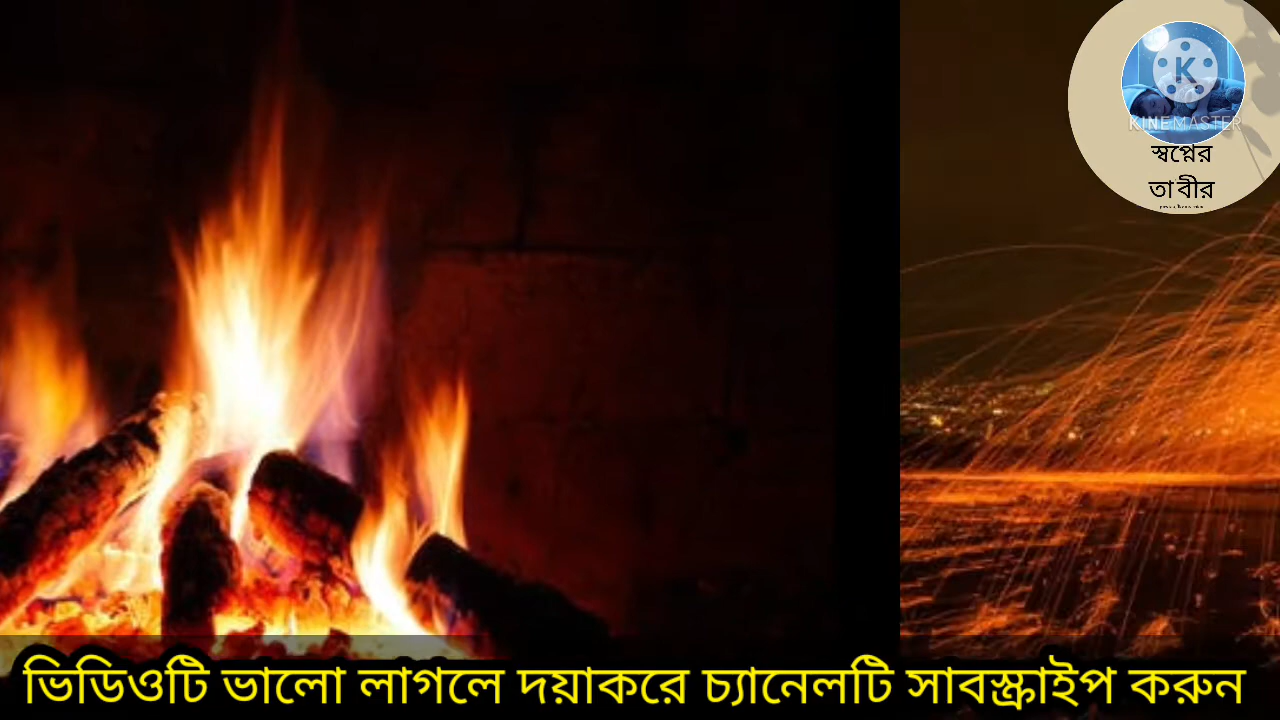 K
KINEMASTER
স্বপ্নের
তাবীর
ভিডিওটি ভালো লাগলে দয়াকরে চ্যানেলটি সাবস্ক্রাইপ করুন